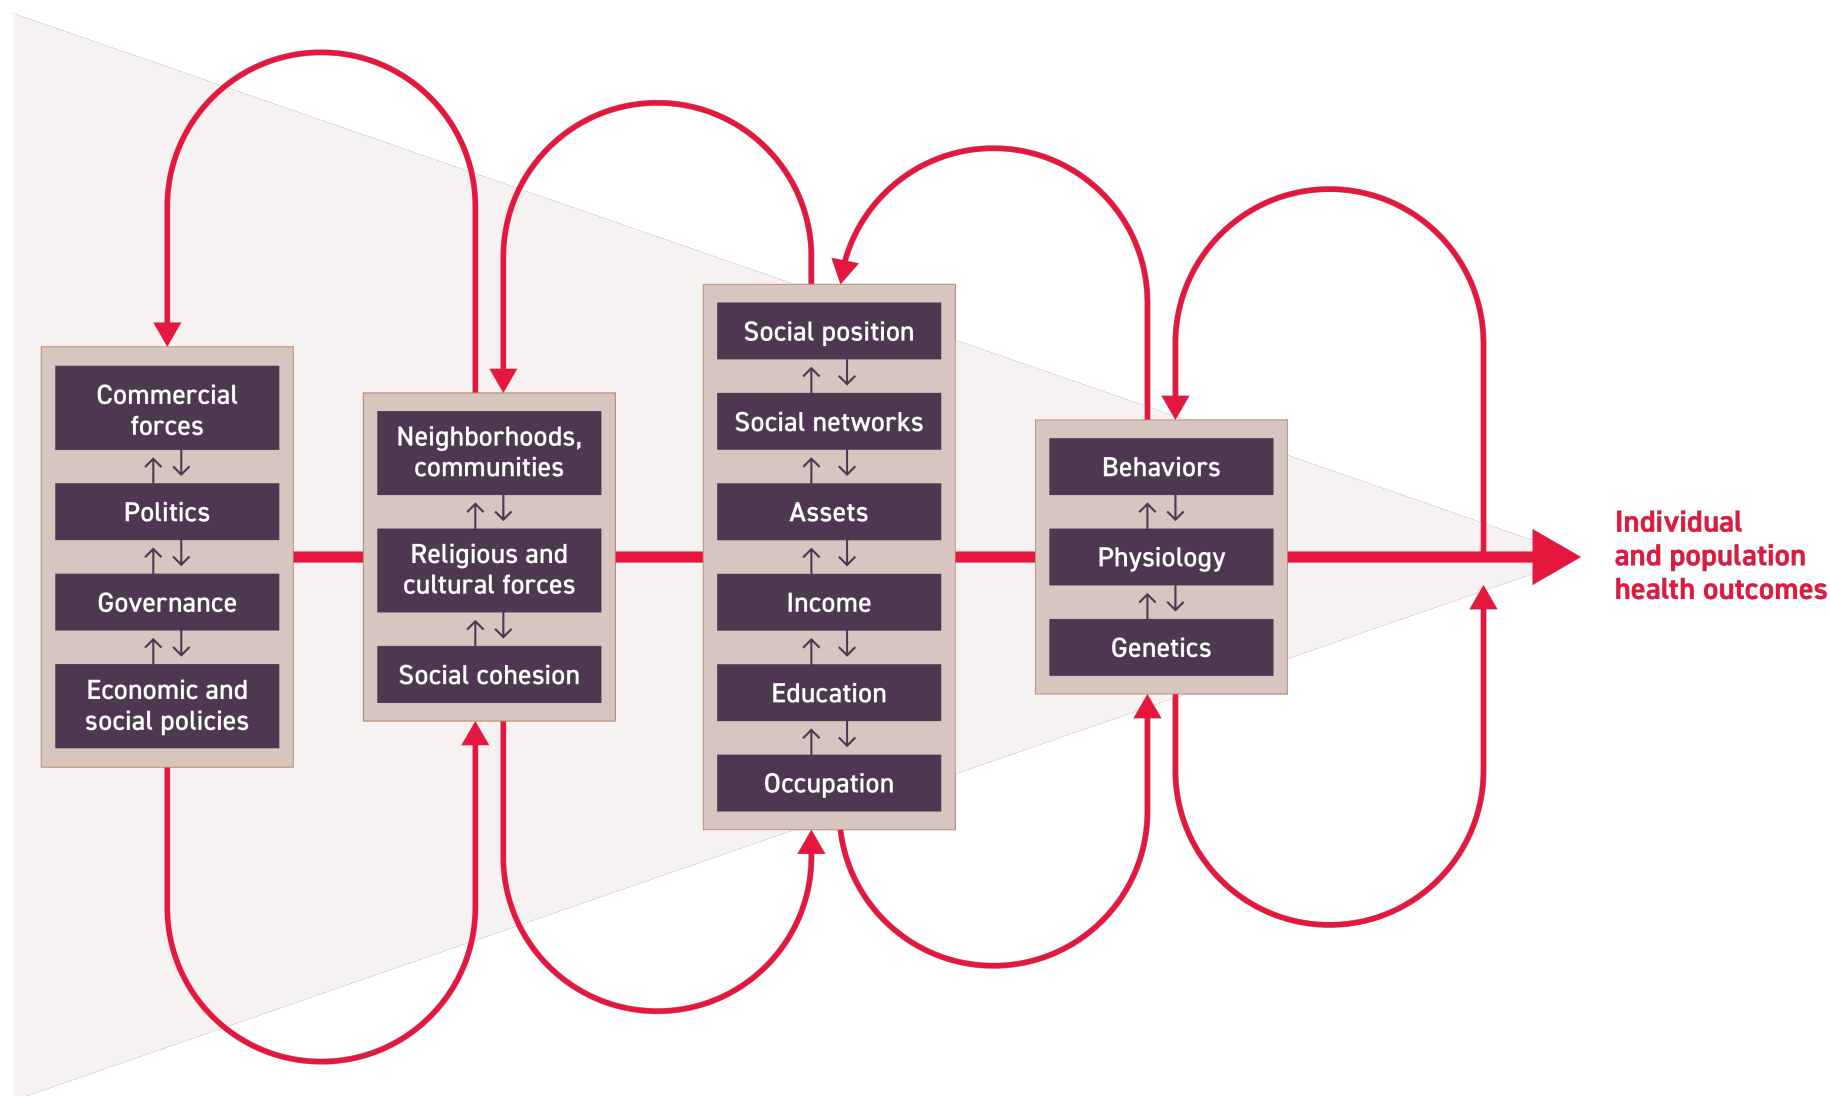 Commercial
forces
Politics
Governance
Economic and
social policies
Neighborhoods,
communities
Religious and
cultural forces
Social cohesion
Social position
Social networks
Assets
Income
Education
Occupation
Behaviors
Physiology
Genetics
Individual
and population
health outcomes